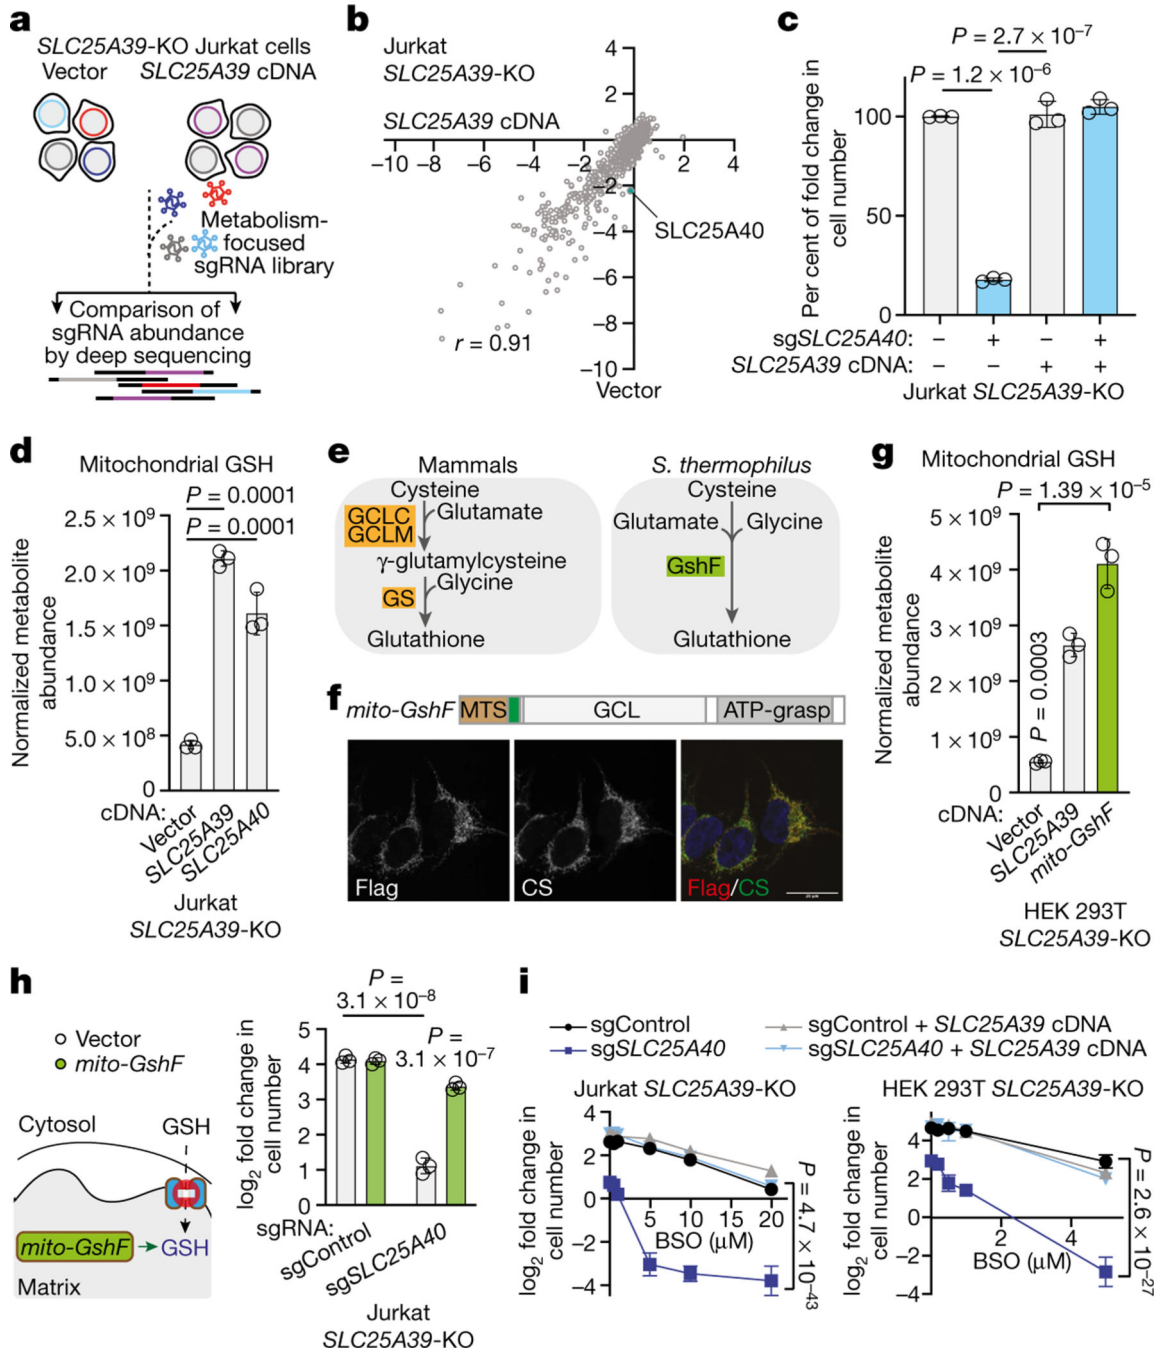 a
SLC25A39-KO Jurkat cells
Vector SLC25A39 cDNA
Metabolism-
focused
sgRNA library
Comparison of
sgRNA abundance
by deep sequencing
b
Jurkat
SLC25A39-KO
SLC25A39 cDNA
4
2
−10 −8 −6 −4 −2 2 4
−2
−4
−6
−8
−10
SLC25A40
r = 0.91
Vector
c
P = 2.7 × 10−7
P = 1.2 × 10−6
Per cent of fold change in
cell number
100
50
0
sgSLC25A40: − + − +
SLC25A39 cDNA: − − + +
Jurkat SLC25A39-KO
d
Mitochondrial GSH
P = 0.0001
P = 0.0001
Normalized metabolite
abundance
2.5 × 10⁹
2.0 × 10⁹
1.5 × 10⁹
1.0 × 10⁹
5.0 × 10⁸
0
cDNA:
Vector
SLC25A39
SLC25A40
Jurkat
SLC25A39-KO
e
Mammals
Cysteine
GCLC
GCLM
Glutamate
γ-glutamylcysteine
GS
Glycine
Glutathione
S. thermophilus
Cysteine
Glutamate Glycine
GshF
Glutathione
f
mito-GshF MTS GCL ATP-grasp
Flag
CS
Flag/CS
g
Mitochondrial GSH
P = 1.39 × 10−5
Normalized metabolite
abundance
5 × 10⁹
4 × 10⁹
3 × 10⁹
2 × 10⁹
1 × 10⁹
0
P = 0.0003
cDNA:
Vector
SLC25A39
mito-GshF
HEK 293T
SLC25A39-KO
h
Vector
mito-GshF
Cytosol GSH
mito-GshF GSH
Matrix
P =
3.1 × 10−8
P =
3.1 × 10−7
log2 fold change in
cell number
5
4
3
2
1
0
sgRNA:
sgControl
sgSLC25A40
Jurkat
SLC25A39-KO
i
sgControl
sgSLC25A40
sgControl + SLC25A39 cDNA
sgSLC25A40 + SLC25A39 cDNA
Jurkat SLC25A39-KO
log2 fold change in
cell number
4
2
0
−2
−4
5 10 15 20
BSO (μM)
P = 4.7 × 10−43
HEK 293T SLC25A39-KO
log2 fold change in
cell number
4
2
0
−2
−4
2 4
BSO (μM)
P = 2.6 × 10−27